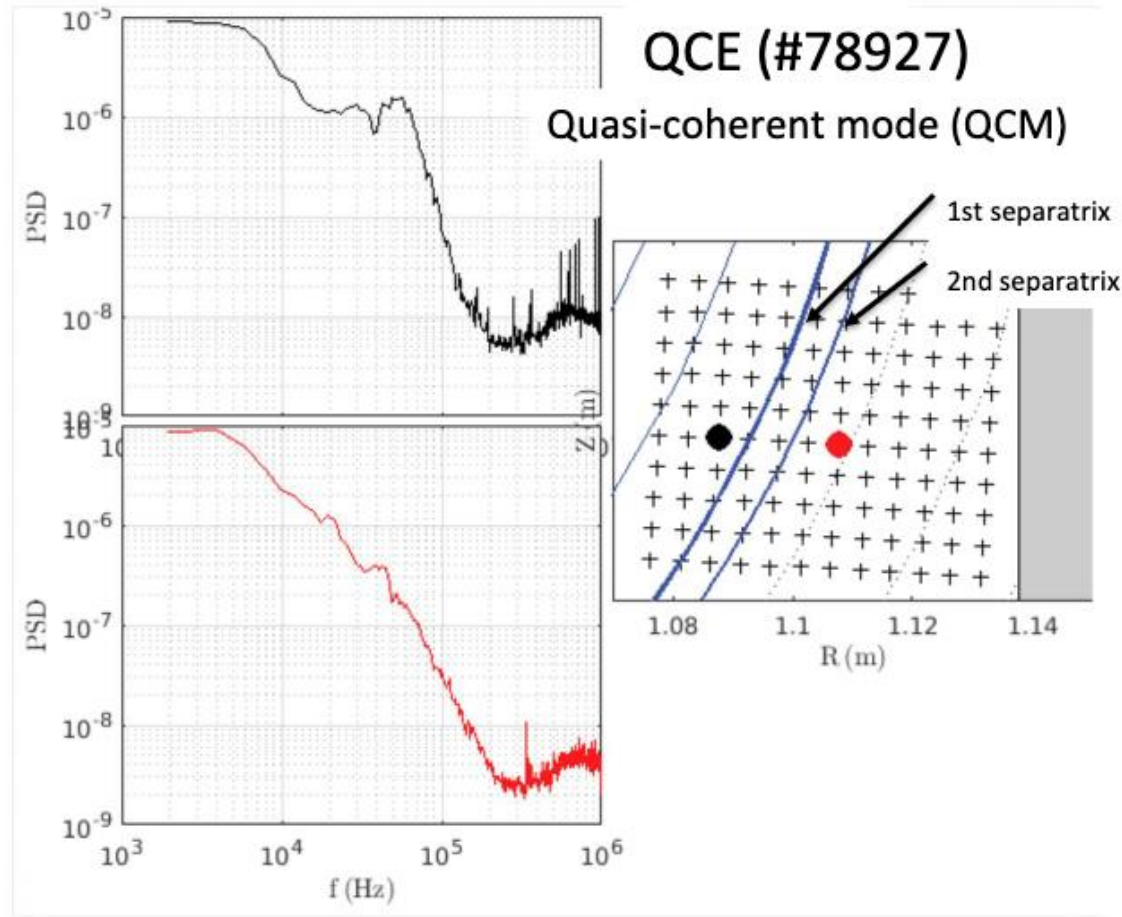 QCE (#78927)
Quasi-coherent mode (QCM)
10^-5
10^-6
10^-7
10^-8
10^-9
PSD
10^-5
10^-6
10^-7
10^-8
10^-9
PSD
10^3
10^4
10^5
10^6
f (Hz)
1st separatrix
2nd separatrix
Z (m)
1.08
1.1
1.12
1.14
R (m)